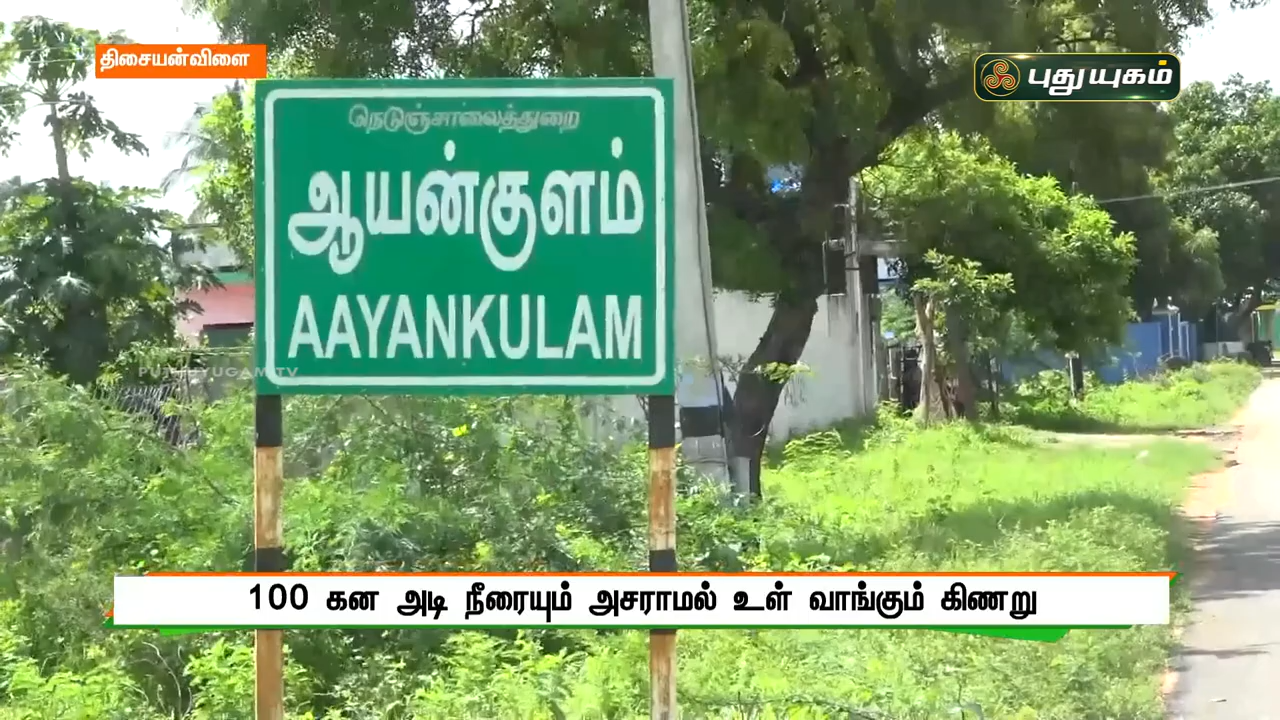 திசையன்விளை
புதுயுகம்
நெடுஞ்சாலைத்துறை
ஆயன்குளம்
AAYANKULAM
PUTHUYUGAM TV
100 கன அடி நீரையும் அசராமல் உள் வாங்கும் கிணறு